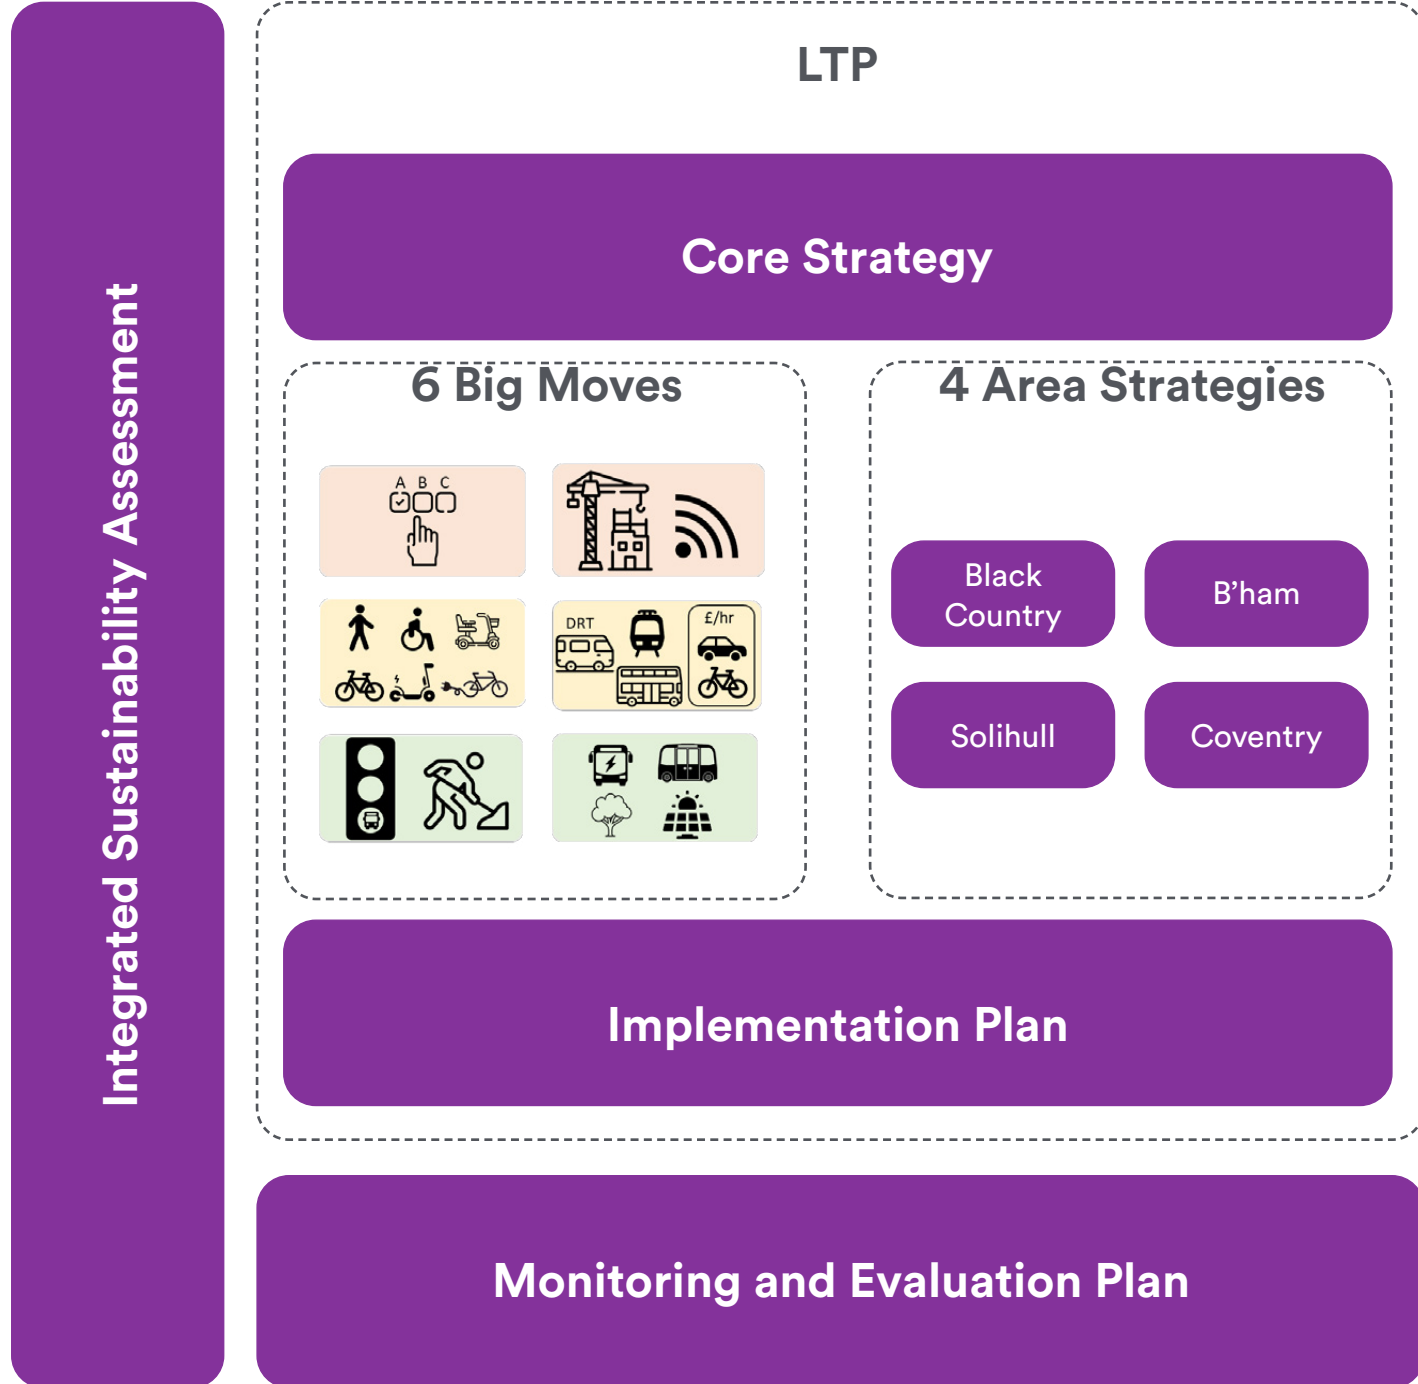 Integrated Sustainability Assessment
LTP
Core Strategy
6 Big Moves
A B C
DRT
£/hr
4 Area Strategies
Black
Country
B'ham
Solihull
Coventry
Implementation Plan
Monitoring and Evaluation Plan